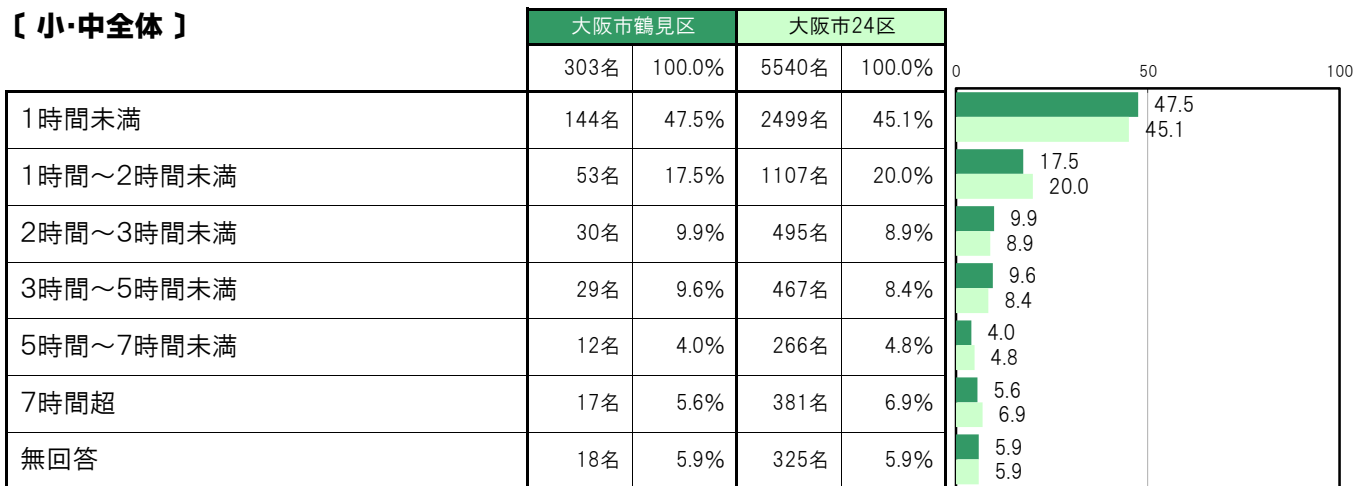 〔 小・中全体 〕
大阪市鶴見区 大阪市24区
303名 100.0% 5540名 100.0%
0 50 100
1時間未満 144名 47.5% 2499名 45.1% 47.5
45.1
1時間～2時間未満 53名 17.5% 1107名 20.0% 17.5
20.0
2時間～3時間未満 30名 9.9% 495名 8.9% 9.9
8.9
3時間～5時間未満 29名 9.6% 467名 8.4% 9.6
8.4
5時間～7時間未満 12名 4.0% 266名 4.8% 4.0
4.8
7時間超 17名 5.6% 381名 6.9% 5.6
6.9
無回答 18名 5.9% 325名 5.9% 5.9
5.9